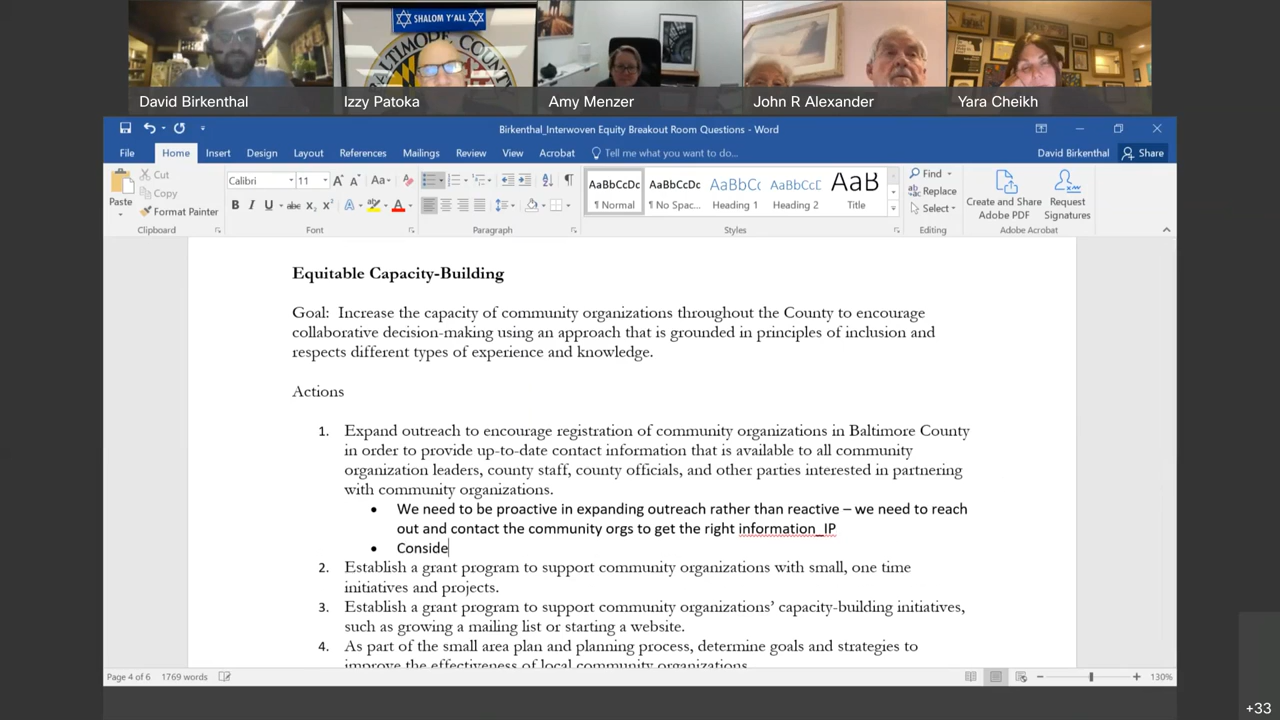 SHALOM Y'ALL
BALTIMORE COUNTY
David Birkenthal
Izzy Patoka
Amy Menzer
John R Alexander
Yara Cheikh
Birkenthal_Interwoven Equity Breakout Room Questions - Word
File Home Insert Design Layout References Mailings Review View Acrobat Tell me what you want to do... David Birkenthal Share
Paste Cut Copy Format Painter
Calibri 11
AaBbCcDc AaBbCcDc AaBbC AaBbCcD AaB
¶ Normal ¶ No Spac... Heading 1 Heading 2 Title
Find Replace Select
Create and Share Adobe PDF
Request Signatures
Clipboard Font Paragraph Styles Editing Adobe Acrobat
Equitable Capacity-Building
Goal: Increase the capacity of community organizations throughout the County to encourage
collaborative decision-making using an approach that is grounded in principles of inclusion and
respects different types of experience and knowledge.
Actions
1. Expand outreach to encourage registration of community organizations in Baltimore County
in order to provide up-to-date contact information that is available to all community
organization leaders, county staff, county officials, and other parties interested in partnering
with community organizations.
• We need to be proactive in expanding outreach rather than reactive – we need to reach
out and contact the community orgs to get the right information_IP
• Conside
2. Establish a grant program to support community organizations with small, one time
initiatives and projects.
3. Establish a grant program to support community organizations' capacity-building initiatives,
such as growing a mailing list or starting a website.
4. As part of the small area plan and planning process, determine goals and strategies to
improve the effectiveness of local community organizations.
Page 4 of 6 1769 words 130%
+33